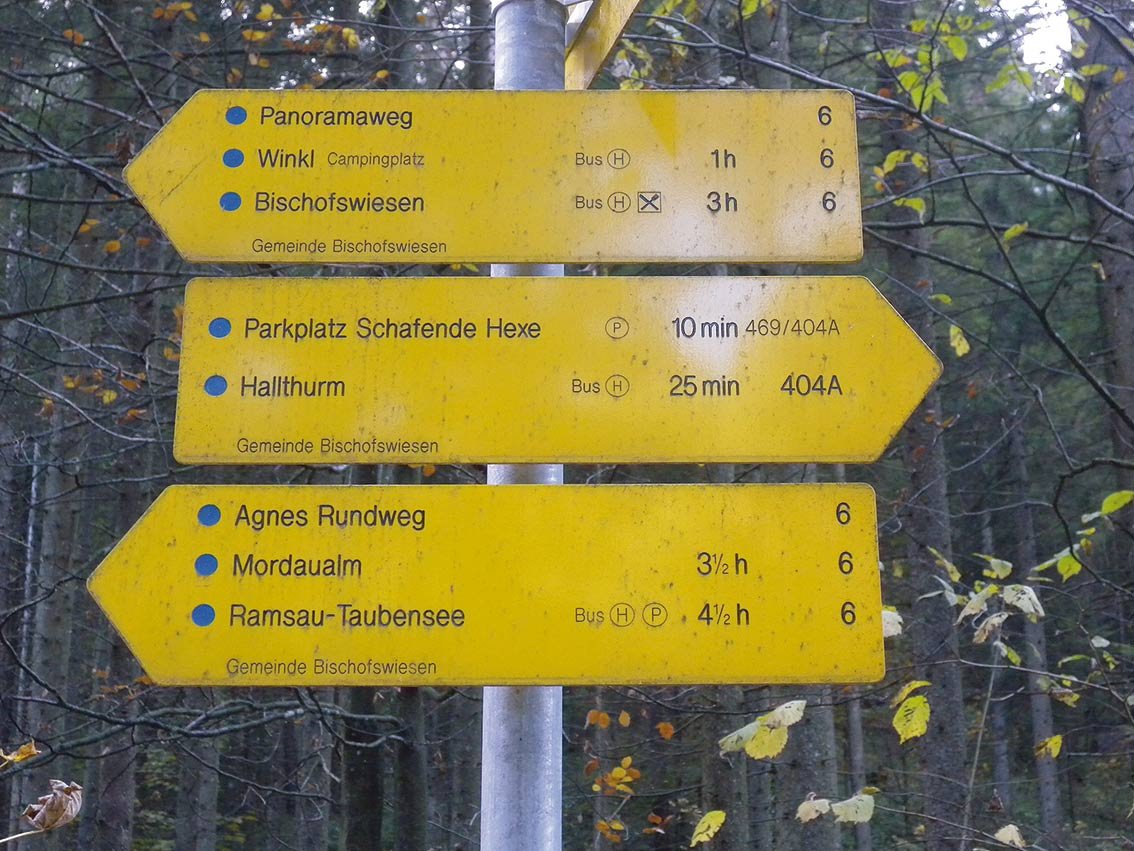 Panoramaweg 6
Winkl Campingplatz Bus H 1h 6
Bischofswiesen Bus H 3h 6
Gemeinde Bischofswiesen
Parkplatz Schafende Hexe P 10 min 469/404A
Hallthurm Bus H 25 min 404A
Gemeinde Bischofswiesen
Agnes Rundweg 6
Mordaualm 3½ h 6
Ramsau-Taubensee Bus H P 4½ h 6
Gemeinde Bischofswiesen